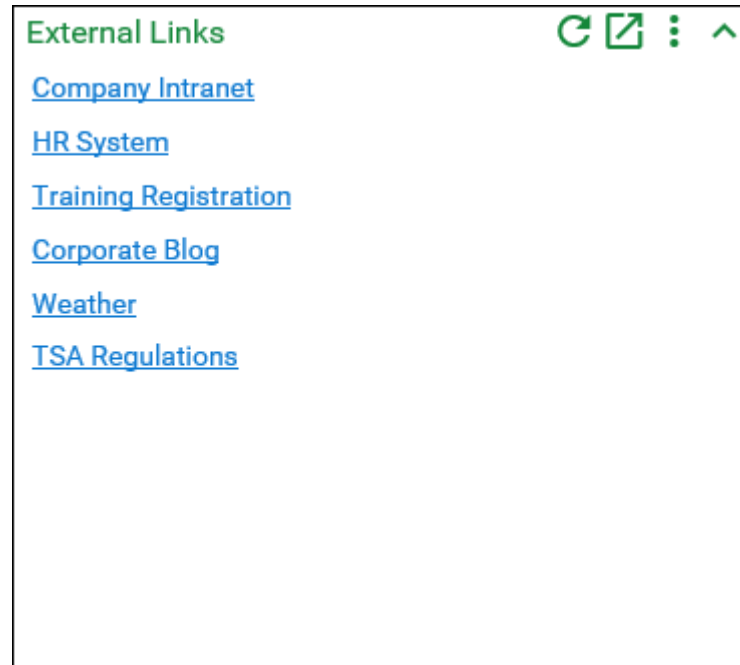 External Links
Company Intranet
HR System
Training Registration
Corporate Blog
Weather
TSA Regulations